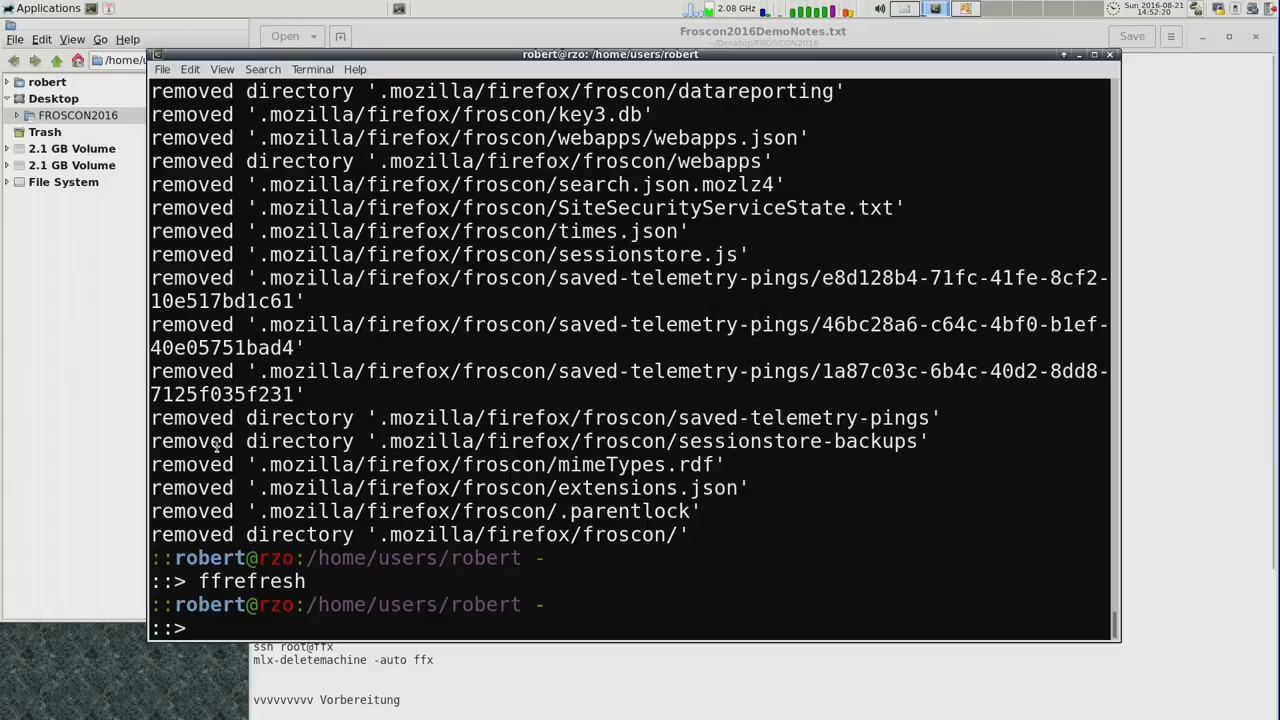 Applications
2.08 GHz
Sun 2016-08-21
14:52:20
File Edit View Go Help
Open
Froscon2016DemoNotes.txt
~/Desktop/FROSCON2016
Save
/home/u
robert
Desktop
FROSCON2016
Trash
2.1 GB Volume
2.1 GB Volume
File System
robert@rzo: /home/users/robert
File Edit View Search Terminal Help
removed directory '.mozilla/firefox/froscon/datareporting'
removed '.mozilla/firefox/froscon/key3.db'
removed '.mozilla/firefox/froscon/webapps/webapps.json'
removed directory '.mozilla/firefox/froscon/webapps'
removed '.mozilla/firefox/froscon/search.json.mozlz4'
removed '.mozilla/firefox/froscon/SiteSecurityServiceState.txt'
removed '.mozilla/firefox/froscon/times.json'
removed '.mozilla/firefox/froscon/sessionstore.js'
removed '.mozilla/firefox/froscon/saved-telemetry-pings/e8d128b4-71fc-41fe-8cf2-
10e517bd1c61'
removed '.mozilla/firefox/froscon/saved-telemetry-pings/46bc28a6-c64c-4bf0-b1ef-
40e05751bad4'
removed '.mozilla/firefox/froscon/saved-telemetry-pings/1a87c03c-6b4c-40d2-8dd8-
7125f035f231'
removed directory '.mozilla/firefox/froscon/saved-telemetry-pings'
removed directory '.mozilla/firefox/froscon/sessionstore-backups'
removed '.mozilla/firefox/froscon/mimeTypes.rdf'
removed '.mozilla/firefox/froscon/extensions.json'
removed '.mozilla/firefox/froscon/.parentlock'
removed directory '.mozilla/firefox/froscon/'
::robert@rzo:/home/users/robert -
::> ffrefresh
::robert@rzo:/home/users/robert -
::>
ssh root@ffx
mlx-deletemachine -auto ffx
vvvvvvvvv Vorbereitung